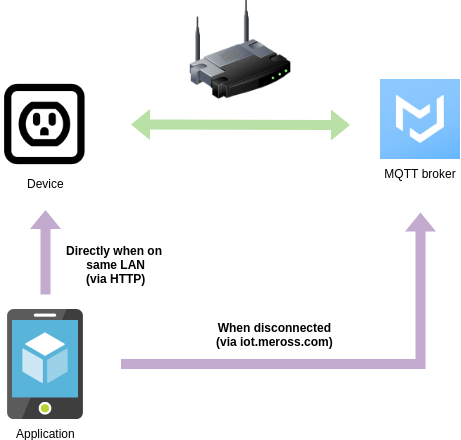 Device
MQTT broker
Directly when on
same LAN
(via HTTP)
When disconnected
(via iot.meross.com)
Application